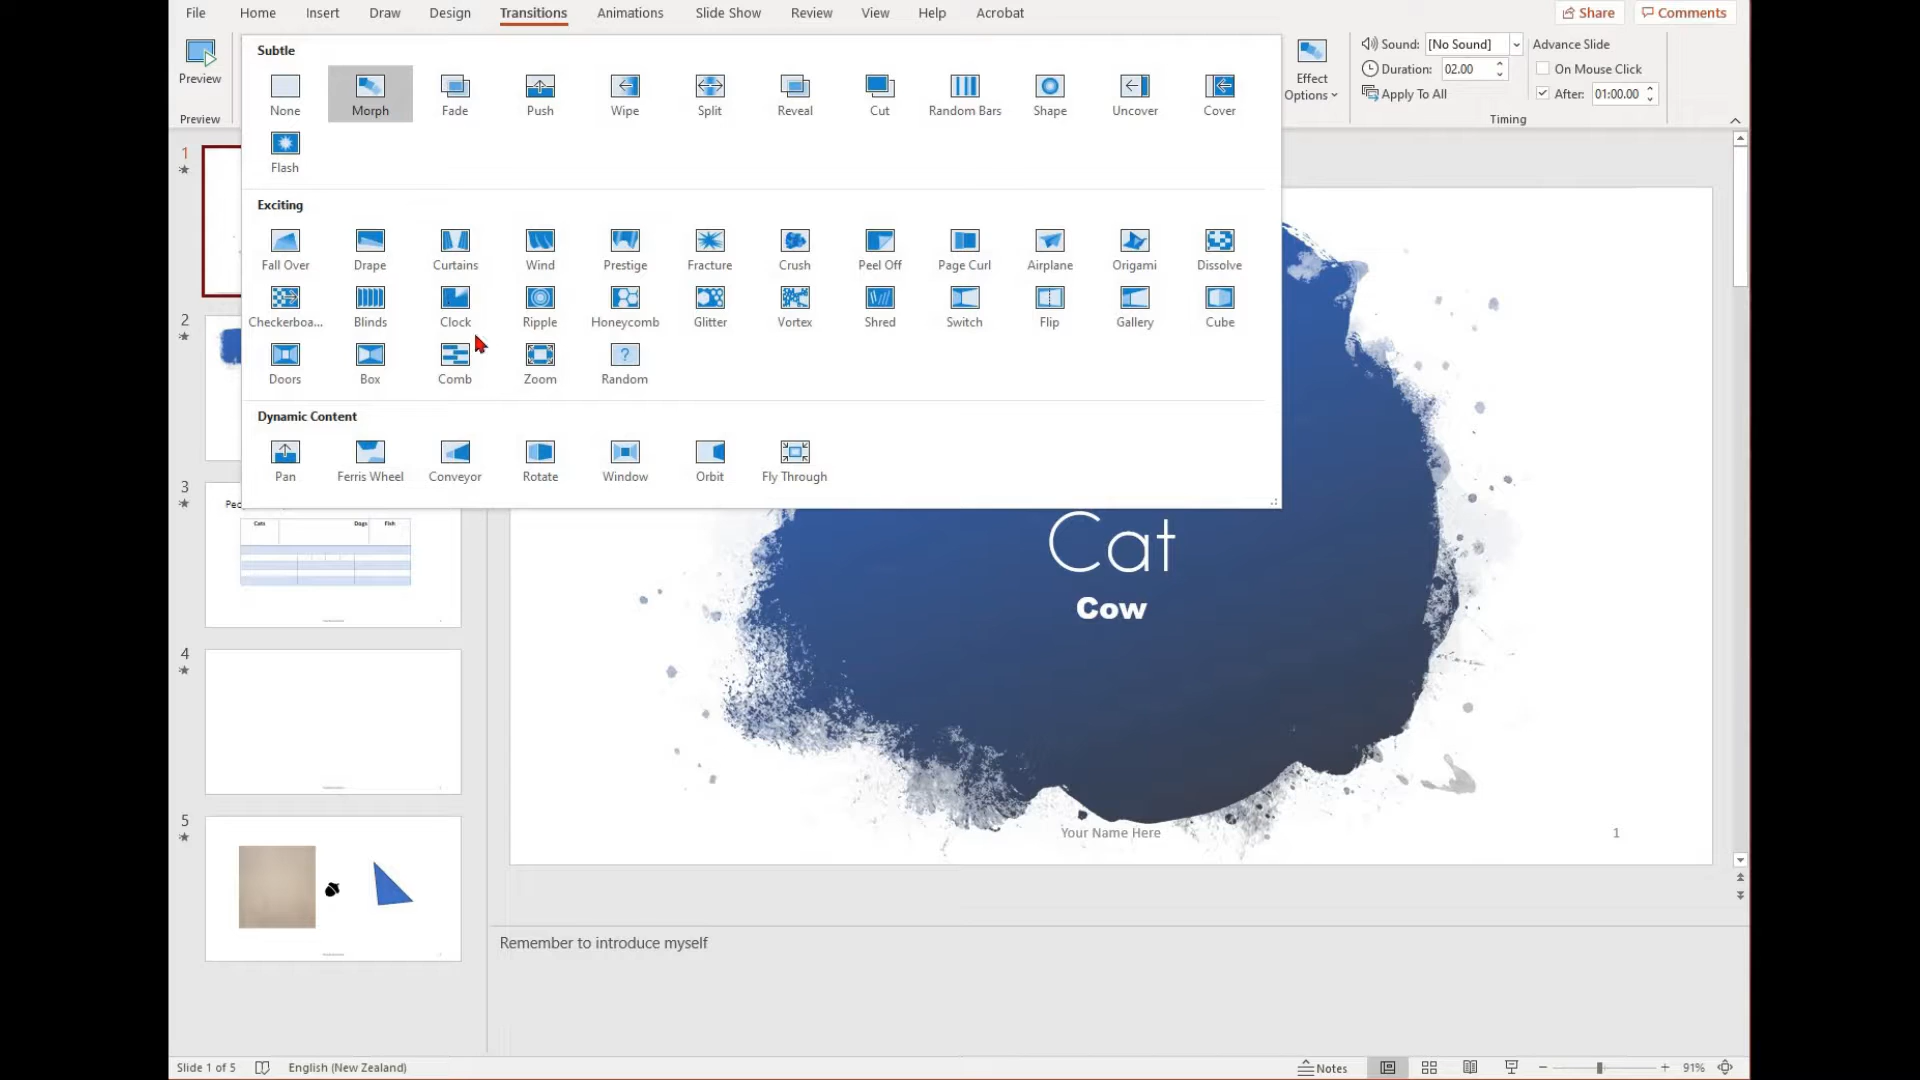 File Home Insert Draw Design Transitions Animations Slide Show Review View Help Acrobat Share Comments
Preview
Preview
Subtle
None Morph Fade Push Wipe Split Reveal Cut Random Bars Shape Uncover Cover
Flash
Exciting
Fall Over Drape Curtains Wind Prestige Fracture Crush Peel Off Page Curl Airplane Origami Dissolve
Checkerboa... Blinds Clock Ripple Honeycomb Glitter Vortex Shred Switch Flip Gallery Cube
Doors Box Comb Zoom Random
Dynamic Content
Pan Ferris Wheel Conveyor Rotate Window Orbit Fly Through
Effect
Options
Sound: [No Sound]
Duration: 02.00
Apply To All
Advance Slide
On Mouse Click
After: 01:00.00
Timing
1
2
3
Cats Dogs Fish
4
5
Cat
Cow
Your Name Here
1
Remember to introduce myself
Slide 1 of 5 English (New Zealand) Notes 91%